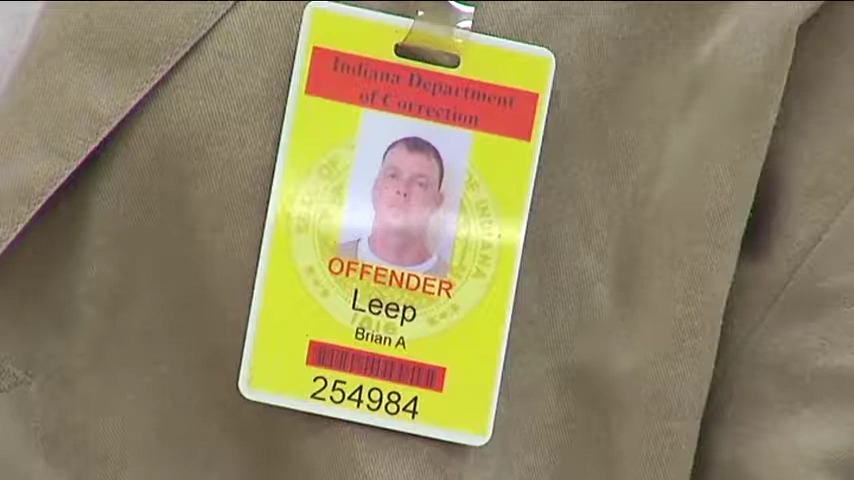 Indiana Department
of Correction
OFFENDER
Leep
Brian A
254984